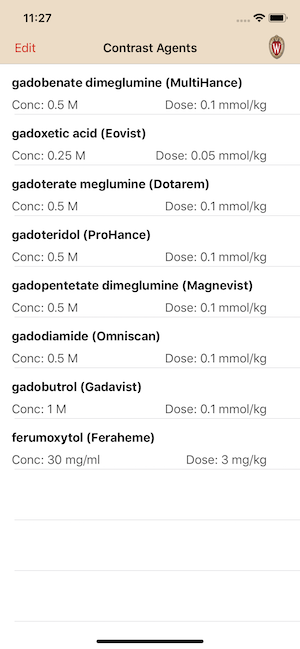 11:27
Edit Contrast Agents
gadobenate dimeglumine (MultiHance)
Conc: 0.5 M Dose: 0.1 mmol/kg
gadoxetic acid (Eovist)
Conc: 0.25 M Dose: 0.05 mmol/kg
gadoterate meglumine (Dotarem)
Conc: 0.5 M Dose: 0.1 mmol/kg
gadoteridol (ProHance)
Conc: 0.5 M Dose: 0.1 mmol/kg
gadopentetate dimeglumine (Magnevist)
Conc: 0.5 M Dose: 0.1 mmol/kg
gadodiamide (Omniscan)
Conc: 0.5 M Dose: 0.1 mmol/kg
gadobutrol (Gadavist)
Conc: 1 M Dose: 0.1 mmol/kg
ferumoxytol (Feraheme)
Conc: 30 mg/ml Dose: 3 mg/kg